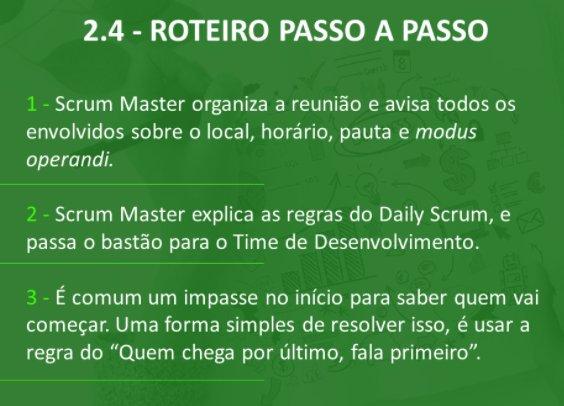 2.4 - ROTEIRO PASSO A PASSO
1 - Scrum Master organiza a reunião e avisa todos os
envolvidos sobre o local, horário, pauta e modus
operandi.
2 - Scrum Master explica as regras do Daily Scrum, e
passa o bastão para o Time de Desenvolvimento.
3 - É comum um impasse no início para saber quem vai
começar. Uma forma simples de resolver isso, é usar a
regra do “Quem chega por último, fala primeiro”.